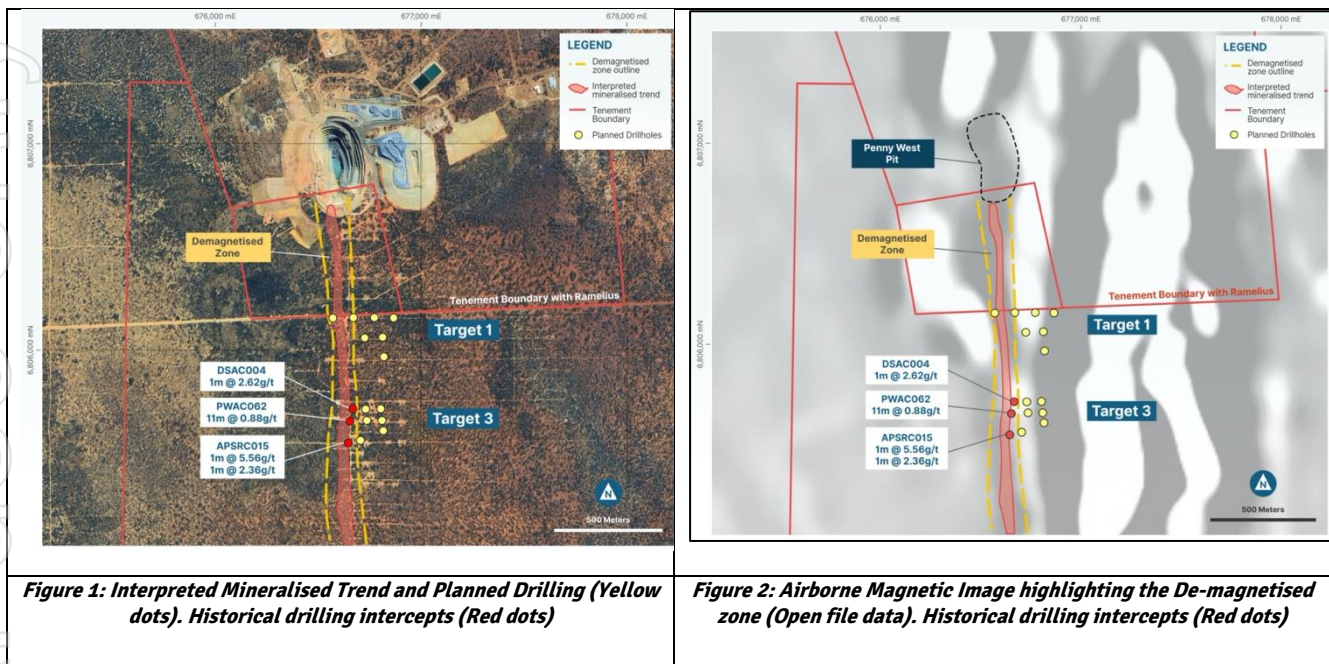 676,000 mE
677,000 mE
678,000 mE
6,807,000 mN
6,806,000 mN
LEGEND
Demagnetised
zone outline
Interpreted
mineralised trend
Tenement
Boundary
Planned Drillholes
Demagnetised
Zone
Tenement Boundary with Ramelius
Target 1
DSAC004
1m @ 2.62g/t
PWAC062
11m @ 0.88g/t
Target 3
APSRC015
1m @ 5.56g/t
1m @ 2.36g/t
N
500 Meters
Figure 1: Interpreted Mineralised Trend and Planned Drilling (Yellow
dots). Historical drilling intercepts (Red dots)
676,000 mE
677,000 mE
678,000 mE
6,807,000 mN
6,806,000 mN
LEGEND
Demagnetised
zone outline
Interpreted
mineralised trend
Tenement
Boundary
Planned Drillholes
Penny West
Pit
Demagnetised
Zone
Tenement Boundary with Ramelius
Target 1
DSAC004
1m @ 2.62g/t
PWAC062
11m @ 0.88g/t
Target 3
APSRC015
1m @ 5.56g/t
1m @ 2.36g/t
N
500 Meters
Figure 2: Airborne Magnetic Image highlighting the De-magnetised
zone (Open file data). Historical drilling intercepts (Red dots)